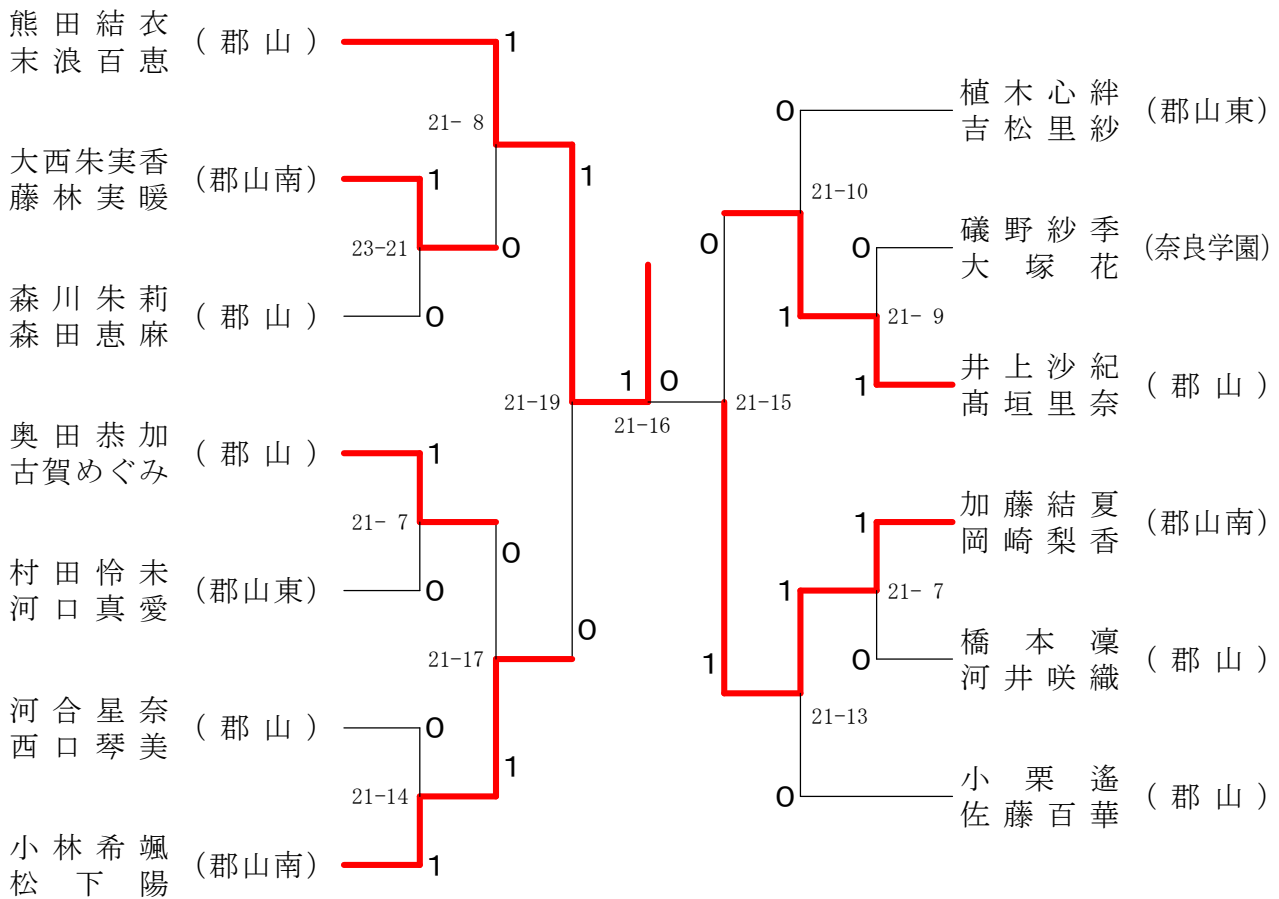 熊田結衣
末浪百恵
(郡山)
1
21- 8
大西朱実香
藤林実暖
(郡山南)
1
23-21
0
森川朱莉
森田恵麻
(郡山)
0
1
21-19
奥田恭加
古賀めぐみ
(郡山)
1
21- 7
0
村田怜未
河口真愛
(郡山東)
0
21-17
0
河合星奈
西口琴美
(郡山)
0
21-14
1
小林希颯
松下陽
(郡山南)
1
1
0
21-16
植木心絆
吉松里紗
(郡山東)
0
21-10
0
礒野紗季
大塚花
(奈良学園)
0
21- 9
1
井上沙紀
髙垣里奈
(郡山)
1
21-15
加藤結夏
岡崎梨香
(郡山南)
1
21- 7
1
橋本凜
河井咲織
(郡山)
0
1
21-13
小栗遙
佐藤百華
(郡山)
0